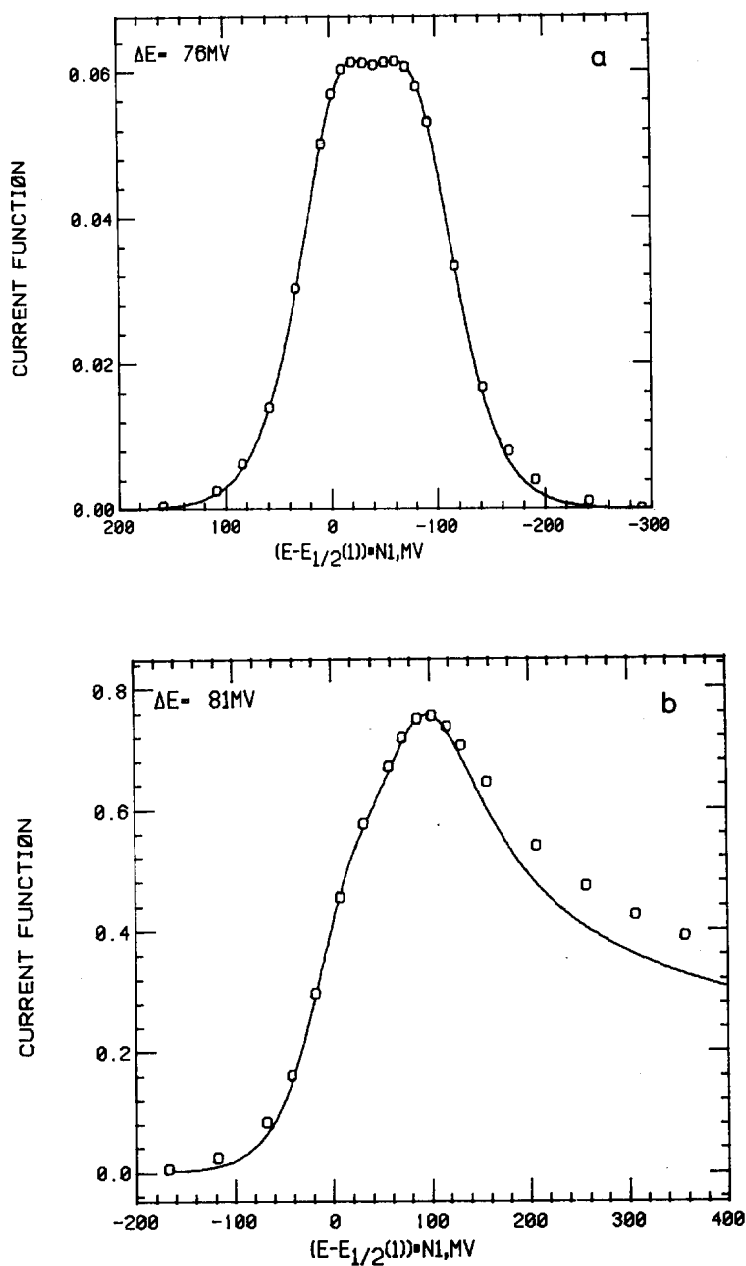 ΔE= 76MV
a
CURRENT FUNCTION
0.06
0.04
0.02
0.00
200 100 0 -100 -200 -300
(E-E1/2(1))*N1,MV
ΔE= 81MV
b
CURRENT FUNCTION
0.8
0.6
0.4
0.2
0.0
-200 -100 0 100 200 300 400
(E-E1/2(1))*N1,MV